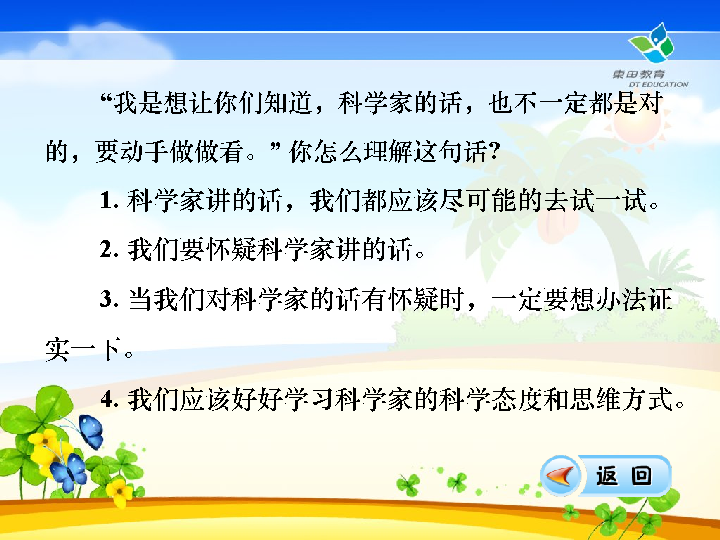 東田教育
DT EDUCATION
“我是想让你们知道，科学家的话，也不一定都是对
的，要动手做做看。” 你怎么理解这句话?
1. 科学家讲的话，我们都应该尽可能的去试一试。
2. 我们要怀疑科学家讲的话。
3. 当我们对科学家的话有怀疑时，一定要想办法证
实一下。
4. 我们应该好好学习科学家的科学态度和思维方式。
返 回